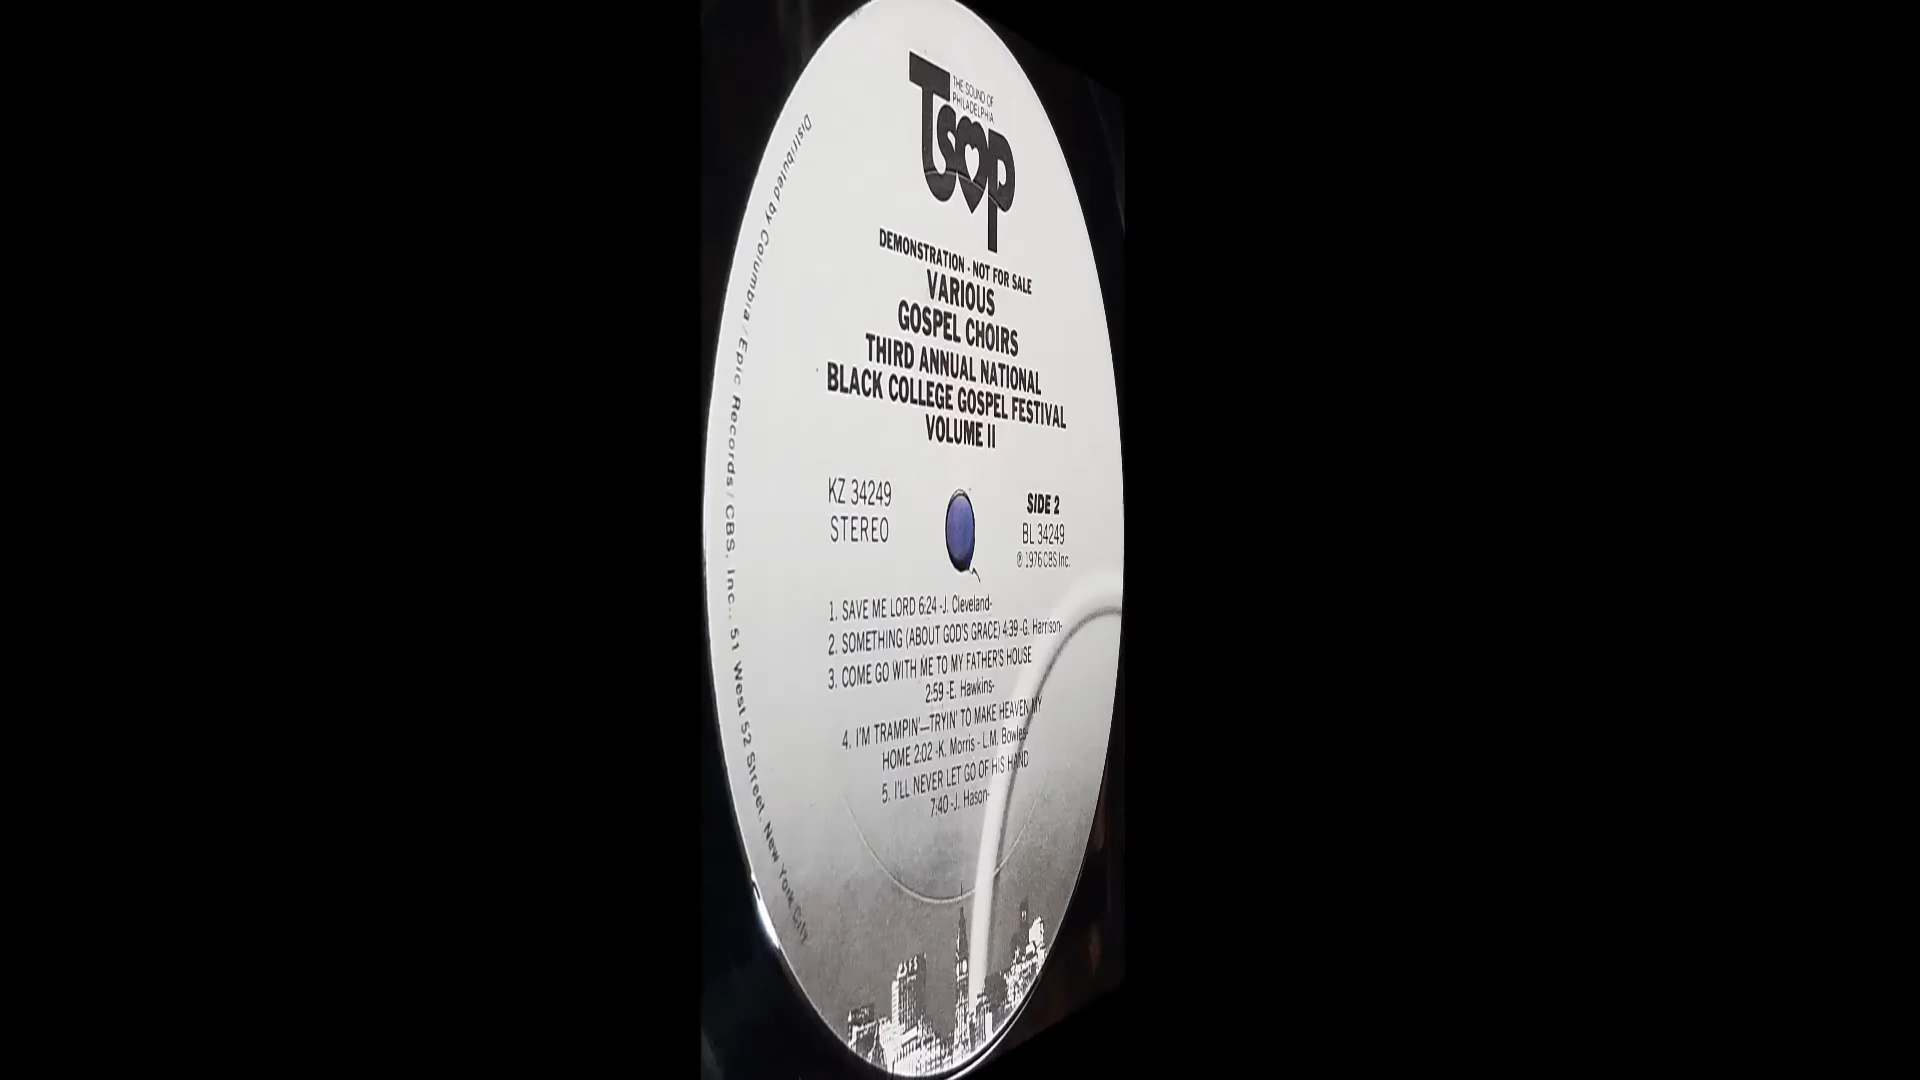 THE SOUND OF
PHILADELPHIA
TSOP
DEMONSTRATION - NOT FOR SALE
VARIOUS
GOSPEL CHOIRS
THIRD ANNUAL NATIONAL
BLACK COLLEGE GOSPEL FESTIVAL
VOLUME II
KZ 34249
STEREO
SIDE 2
BL 34249
℗ 1976 CBS Inc.
1. SAVE ME LORD 6:24 -J. Cleveland-
2. SOMETHING (ABOUT GOD'S GRACE) 4:39 -G. Harrison-
3. COME GO WITH ME TO MY FATHER'S HOUSE
2:59 -E. Hawkins-
4. I'M TRAMPIN'—TRYIN' TO MAKE HEAVEN MY
HOME 2:02 -K. Morris - L.M. Bowles-
5. I'LL NEVER LET GO OF HIS HAND
7:40 -J. Hason-
Distributed by Columbia/Epic Records/CBS, Inc., 51 West 52 Street, New York City
PSFS